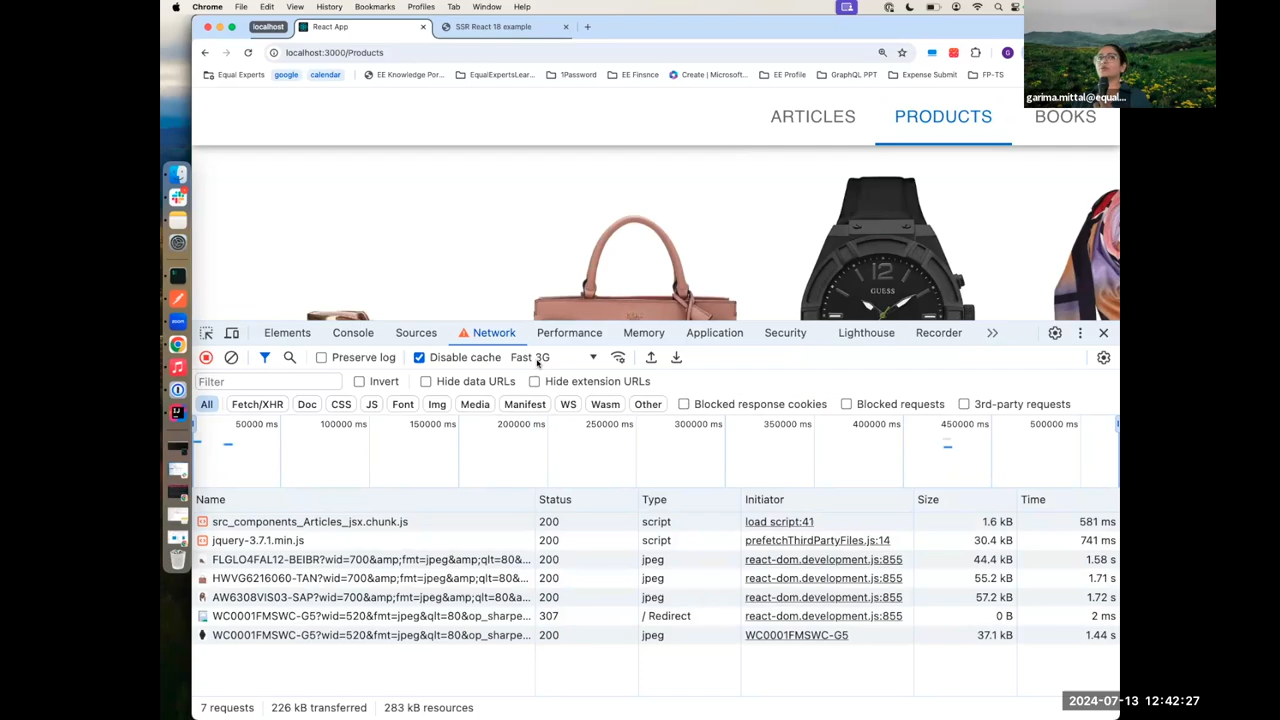 Chrome File Edit View History Bookmarks Profiles Tab Window Help
localhost React App SSR React 18 example
localhost:3000/Products
Equal Experts google calendar EE Knowledge Por... EqualExpertsLear... 1Password EE Finsnce Create | Microsoft... EE Profile GraphQL PPT Expense Submit FP-TS
garima.mittal@equal...
ARTICLES PRODUCTS BOOKS
12
GUESS
Elements Console Sources Network Performance Memory Application Security Lighthouse Recorder
Preserve log Disable cache Fast 3G
Filter Invert Hide data URLs Hide extension URLs
All Fetch/XHR Doc CSS JS Font Img Media Manifest WS Wasm Other Blocked response cookies Blocked requests 3rd-party requests
50000 ms 100000 ms 150000 ms 200000 ms 250000 ms 300000 ms 350000 ms 400000 ms 450000 ms 500000 ms
Name Status Type Initiator Size Time
src_components_Articles_jsx.chunk.js 200 script load script:41 1.6 kB 581 ms
jquery-3.7.1.min.js 200 script prefetchThirdPartyFiles.js:14 30.4 kB 741 ms
FLGLO4FAL12-BEIBR?wid=700&amp;fmt=jpeg&amp;qlt=80&... 200 jpeg react-dom.development.js:855 44.4 kB 1.58 s
HWVG6216060-TAN?wid=700&amp;fmt=jpeg&amp;qlt=80&... 200 jpeg react-dom.development.js:855 55.2 kB 1.71 s
AW6308VIS03-SAP?wid=700&amp;fmt=jpeg&amp;qlt=80&a... 200 jpeg react-dom.development.js:855 57.2 kB 1.72 s
WC0001FMSWC-G5?wid=520&fmt=jpeg&qlt=80&op_sharpe... 307 / Redirect react-dom.development.js:855 0 B 2 ms
WC0001FMSWC-G5?wid=520&fmt=jpeg&qlt=80&op_sharpe... 200 jpeg WC0001FMSWC-G5 37.1 kB 1.44 s
7 requests 226 kB transferred 283 kB resources
2024-07-13 12:42:27